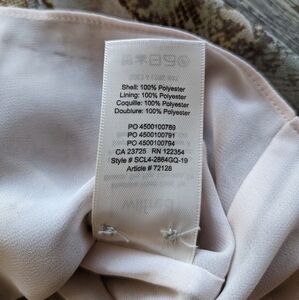 Shell: 100% Polyester
Lining: 100% Polyester
Coquille: 100% Polyester
Doublure: 100% Polyester
PO 4500100789
PO 4500100791
PO 4500100794
CA 23725 RN 122354
Style # SCL4-2864GQ-19
Article # 72128